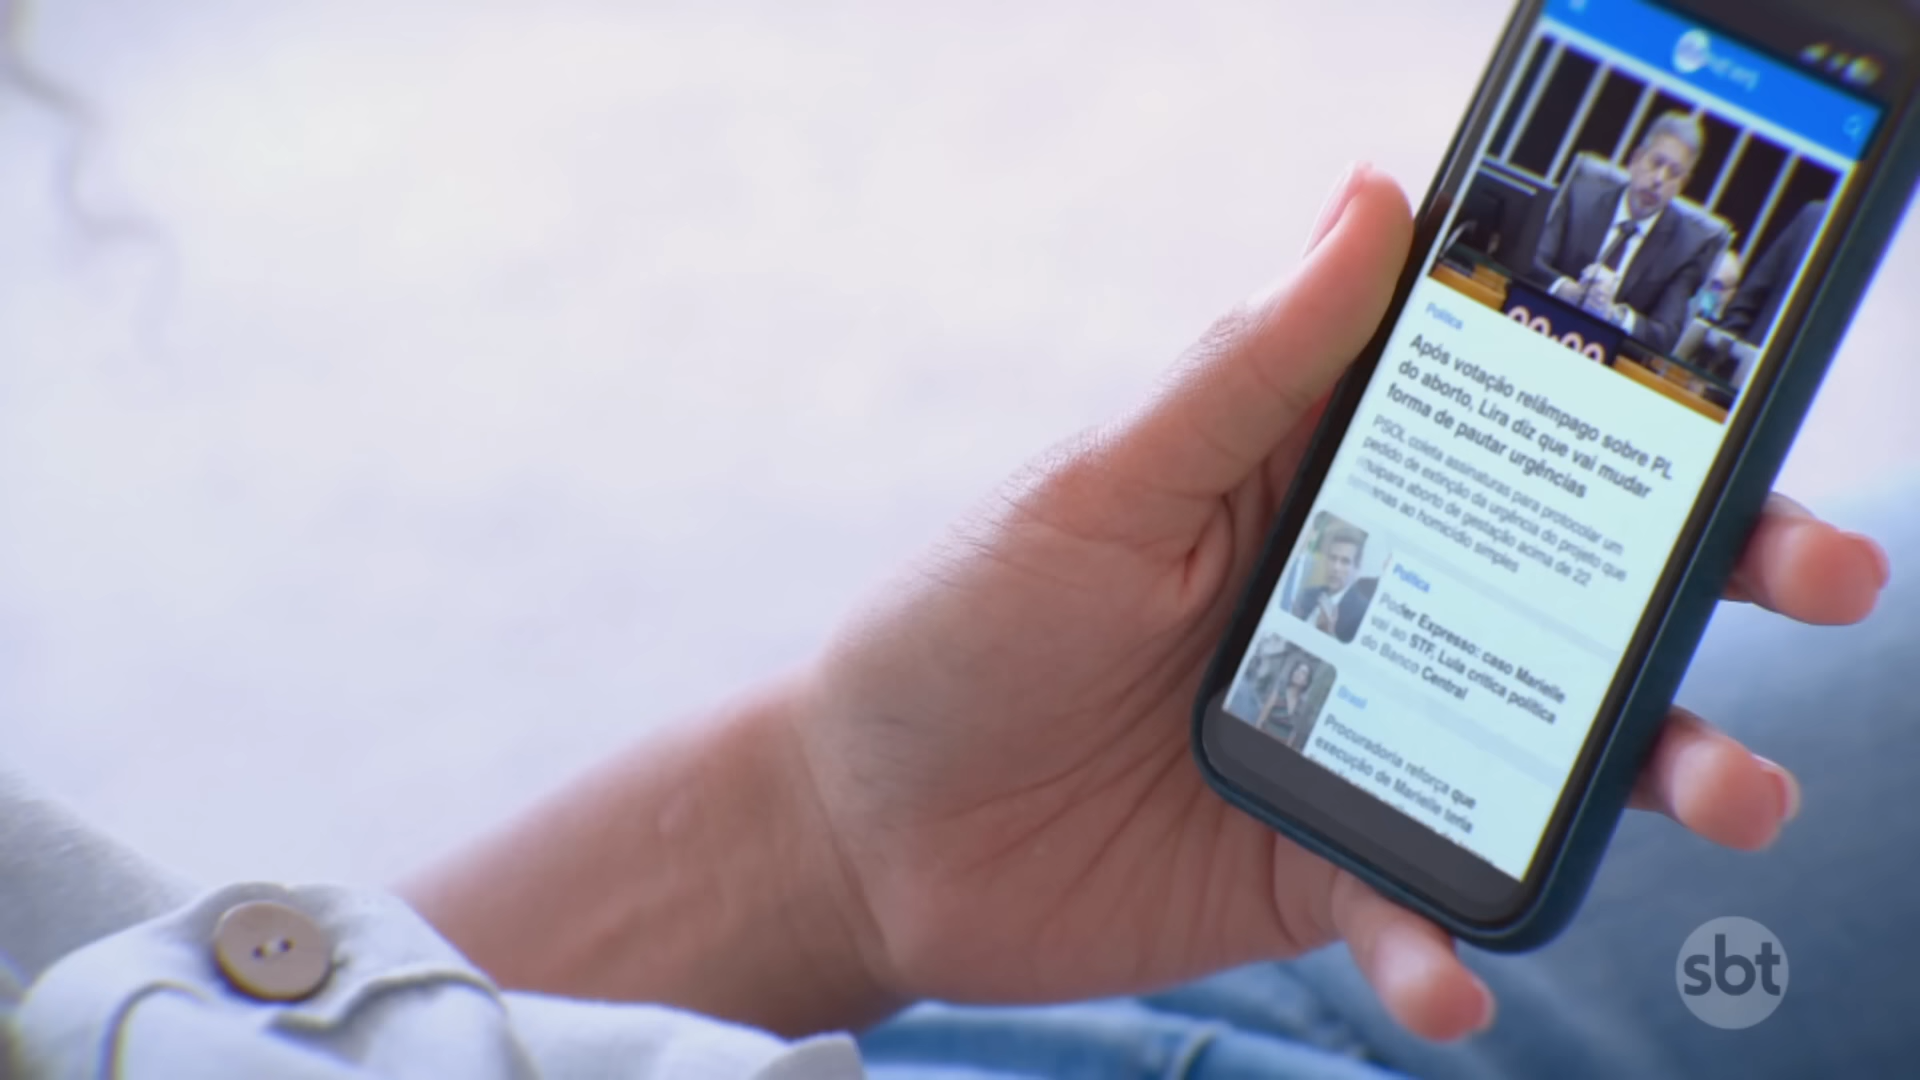 news
Política
Após votação relâmpago sobre PL
do aborto, Lira diz que vai mudar
forma de pautar urgências
PSOL coleta assinaturas para protocolar um
pedido de extinção da urgência do projeto que
equipara aborto de gestação acima de 22
semanas ao homicídio simples
00:00
Política
Poder Expresso: caso Marielle
vai ao STF, Lula critica política
do Banco Central
Brasil
Procuradoria reforça que
execução de Marielle teria
sbt